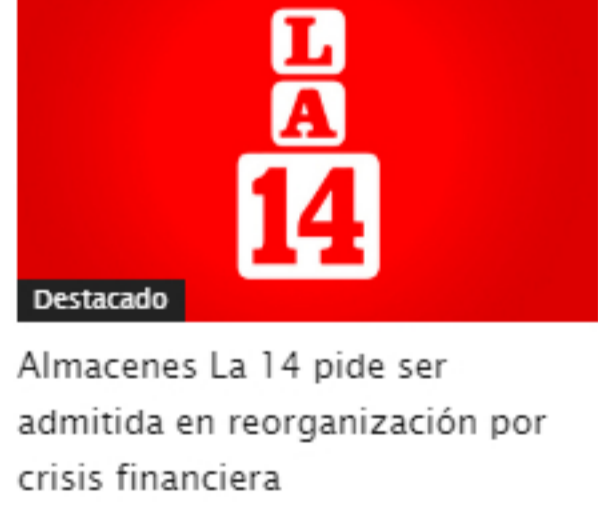 L
A
14
Destacado
Almacenes La 14 pide ser
admitida en reorganización por
crisis financiera